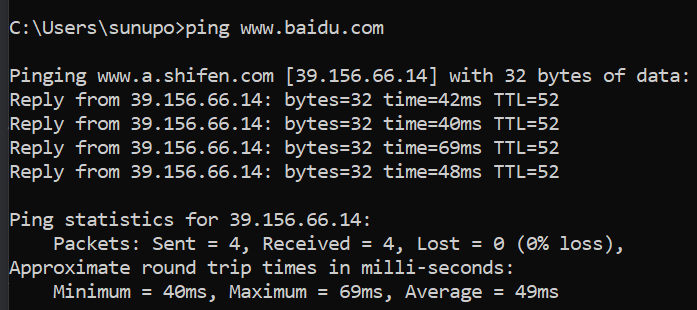 C:\Users\sunupo>ping www.baidu.com
Pinging www.a.shifen.com [39.156.66.14] with 32 bytes of data:
Reply from 39.156.66.14: bytes=32 time=42ms TTL=52
Reply from 39.156.66.14: bytes=32 time=40ms TTL=52
Reply from 39.156.66.14: bytes=32 time=69ms TTL=52
Reply from 39.156.66.14: bytes=32 time=48ms TTL=52
Ping statistics for 39.156.66.14:
    Packets: Sent = 4, Received = 4, Lost = 0 (0% loss),
Approximate round trip times in milli-seconds:
    Minimum = 40ms, Maximum = 69ms, Average = 49ms